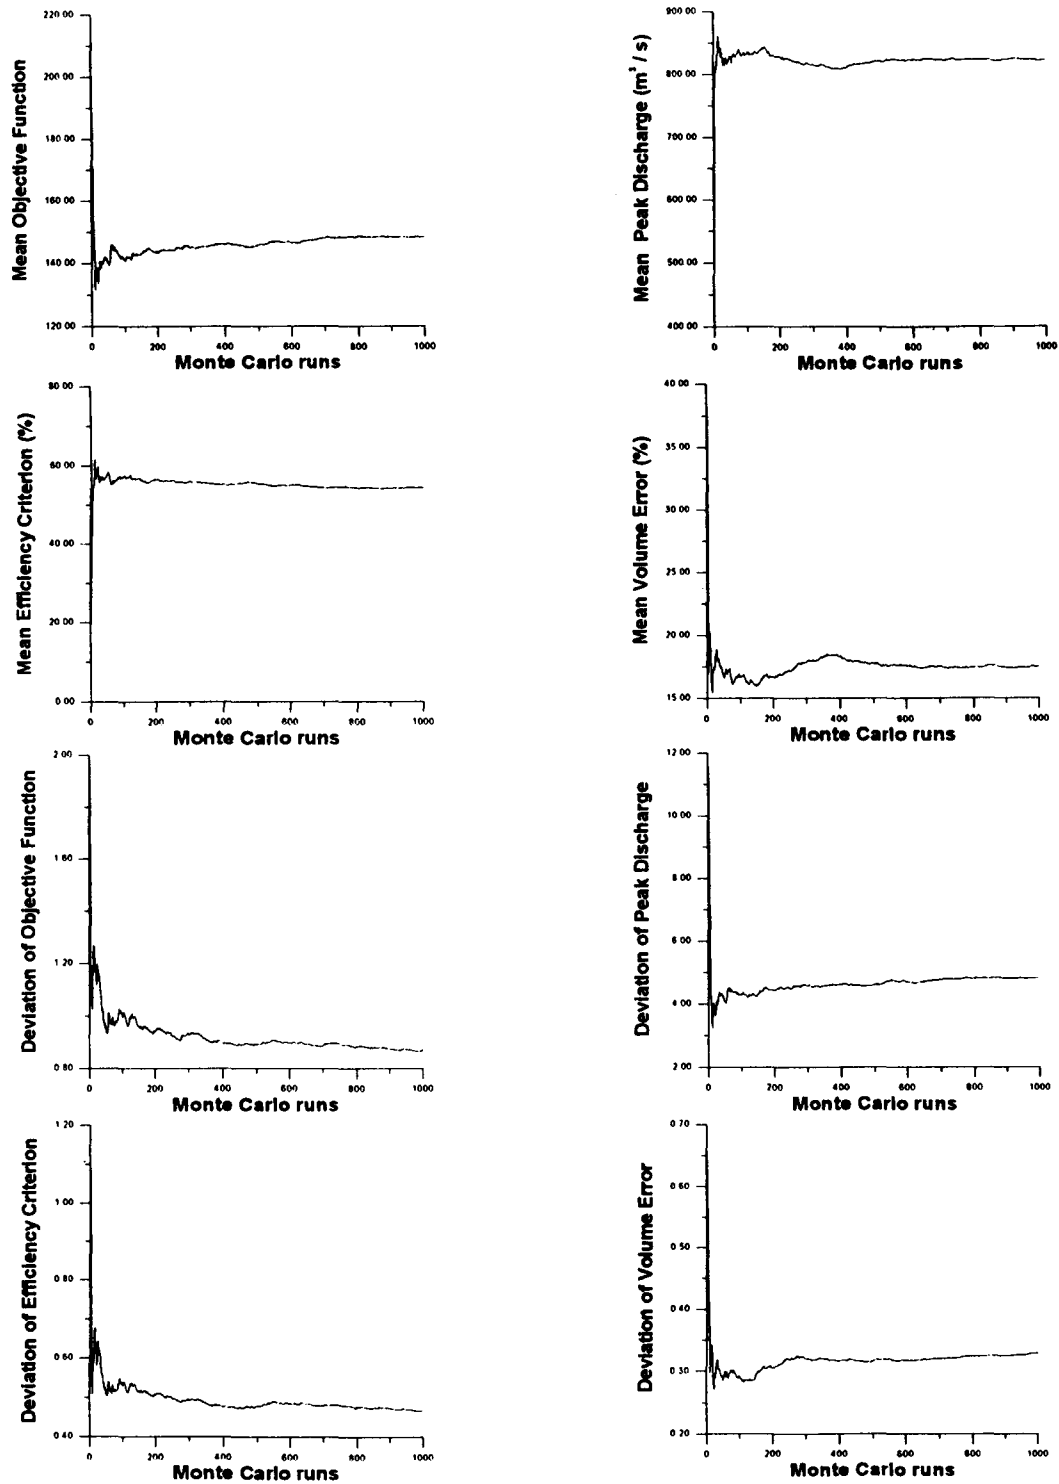 Mean Objective Function
220.00
200.00
180.00
160.00
140.00
120.00
0 200 400 600 800 1000
Monte Carlo runs
Mean Peak Discharge (m³ / s)
900.00
800.00
700.00
600.00
500.00
400.00
0 200 400 600 800 1000
Monte Carlo runs
Mean Efficiency Criterion (%)
80 00
60 00
40 00
20 00
0.00
0 200 400 600 800 1000
Monte Carlo runs
Mean Volume Error (%)
40 00
35 00
30 00
25 00
20 00
15 00
0 200 400 600 800 1000
Monte Carlo runs
Deviation of Objective Function
2 00
1 60
1 20
0 80
0 200 400 600 800 1000
Monte Carlo runs
Deviation of Peak Discharge
12 00
10 00
8 00
6 00
4 00
2 00
0 200 400 600 800 1000
Monte Carlo runs
Deviation of Efficiency Criterion
1.20
1 00
0 80
0 60
0 40
0 200 400 600 800 1000
Monte Carlo runs
Deviation of Volume Error
0 70
0 60
0 50
0 40
0 30
0 20
0 200 400 600 800 1000
Monte Carlo runs